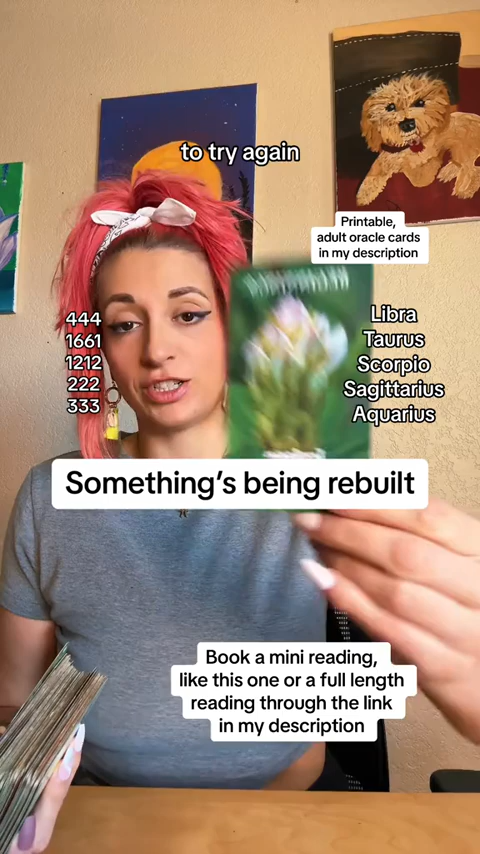 to try again
Printable,
adult oracle cards
in my description
444
1661
1212
222
333
Libra
Taurus
Scorpio
Sagittarius
Aquarius
Something's being rebuilt
Book a mini reading,
like this one or a full length
reading through the link
in my description